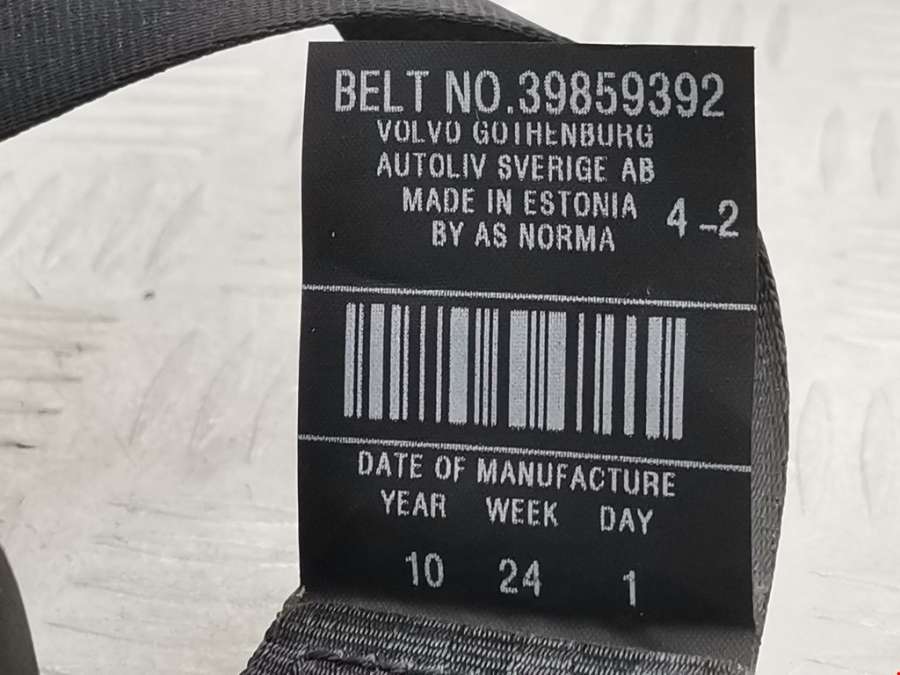 BELT NO.39859392
VOLVO GOTHENBURG
AUTOLIV SVERIGE AB
MADE IN ESTONIA 4-2
BY AS NORMA
DATE OF MANUFACTURE
YEAR WEEK DAY
10 24 1